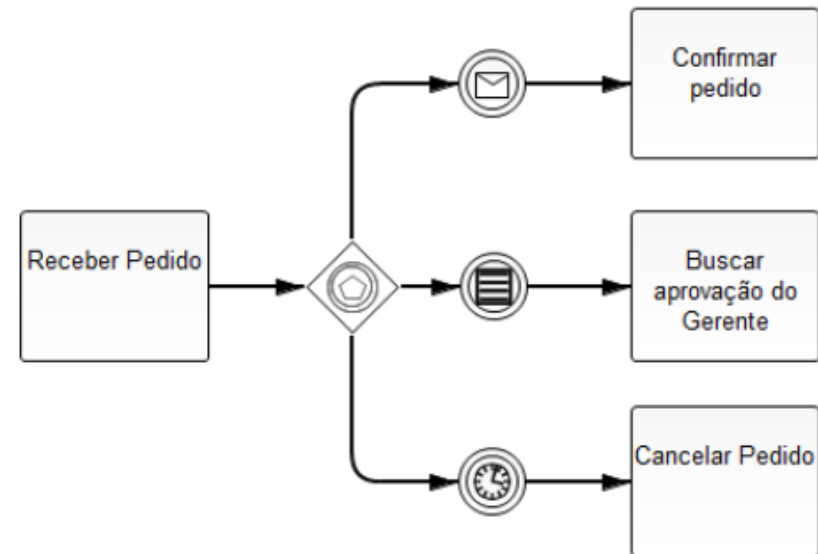 Confirmar
pedido
Receber Pedido
Buscar
aprovação do
Gerente
Cancelar Pedido